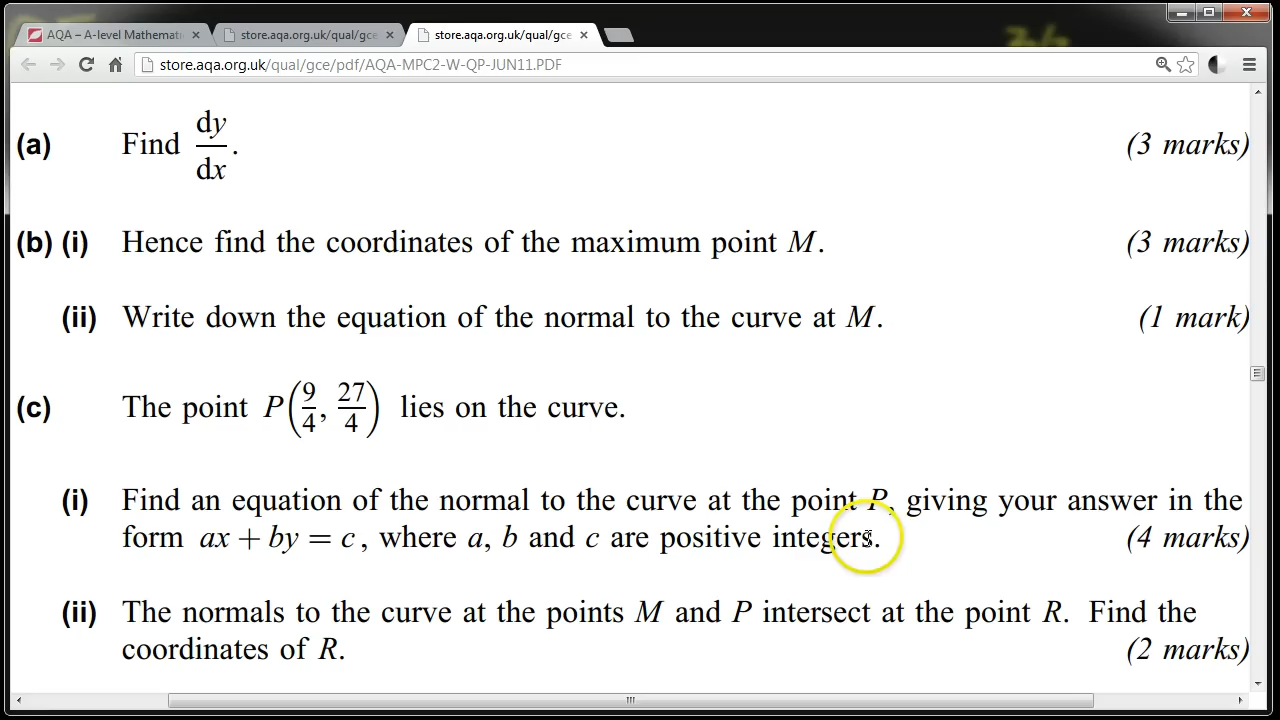 AQA – A-level Mathemati
store.aqa.org.uk/qual/gce
store.aqa.org.uk/qual/gce
store.aqa.org.uk/qual/gce/pdf/AQA-MPC2-W-QP-JUN11.PDF
(a) Find dy/dx. (3 marks)
(b) (i) Hence find the coordinates of the maximum point M. (3 marks)
(ii) Write down the equation of the normal to the curve at M. (1 mark)
(c) The point P(9/4, 27/4) lies on the curve.
(i) Find an equation of the normal to the curve at the point P, giving your answer in the
form ax + by = c, where a, b and c are positive integers. (4 marks)
(ii) The normals to the curve at the points M and P intersect at the point R. Find the
coordinates of R. (2 marks)